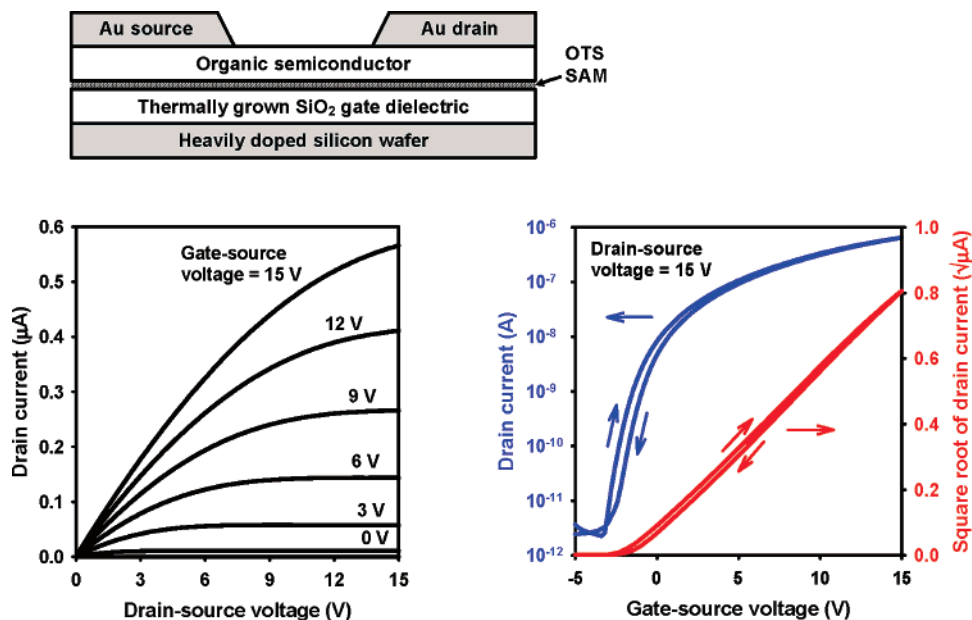 Au source
Au drain
OTS
SAM
Organic semiconductor
Thermally grown SiO₂ gate dielectric
Heavily doped silicon wafer
Drain current (µA)
0.6
0.5
0.4
0.3
0.2
0.1
0.0
Gate-source
voltage = 15 V
12 V
9 V
6 V
3 V
0 V
0
3
6
9
12
15
Drain-source voltage (V)
Drain current (A)
10⁻⁶
10⁻⁷
10⁻⁸
10⁻⁹
10⁻¹⁰
10⁻¹¹
10⁻¹²
Drain-source
voltage = 15 V
1.0
0.8
0.6
0.4
0.2
0.0
Square root of drain current (√µA)
-5
0
5
10
15
Gate-source voltage (V)